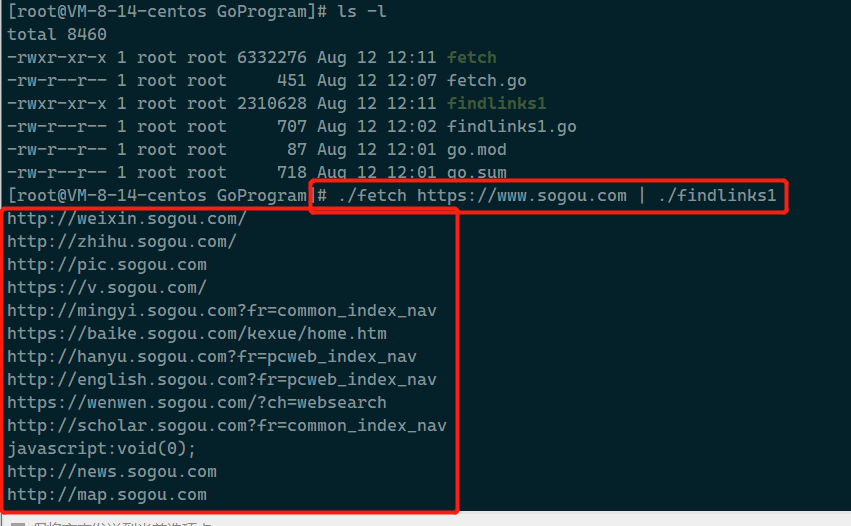 [root@VM-8-14-centos GoProgram]# ls -l
total 8460
-rwxr-xr-x 1 root root 6332276 Aug 12 12:11 fetch
-rw-r--r-- 1 root root     451 Aug 12 12:07 fetch.go
-rwxr-xr-x 1 root root 2310628 Aug 12 12:11 findlinks1
-rw-r--r-- 1 root root     707 Aug 12 12:02 findlinks1.go
-rw-r--r-- 1 root root      87 Aug 12 12:01 go.mod
-rw-r--r-- 1 root root     718 Aug 12 12:01 go.sum
[root@VM-8-14-centos GoProgram]# ./fetch https://www.sogou.com | ./findlinks1
http://weixin.sogou.com/
http://zhihu.sogou.com/
http://pic.sogou.com
https://v.sogou.com/
http://mingyi.sogou.com?fr=common_index_nav
https://baike.sogou.com/kexue/home.htm
http://hanyu.sogou.com?fr=pcweb_index_nav
http://english.sogou.com?fr=pcweb_index_nav
https://wenwen.sogou.com/?ch=websearch
http://scholar.sogou.com?fr=common_index_nav
javascript:void(0);
http://news.sogou.com
http://map.sogou.com